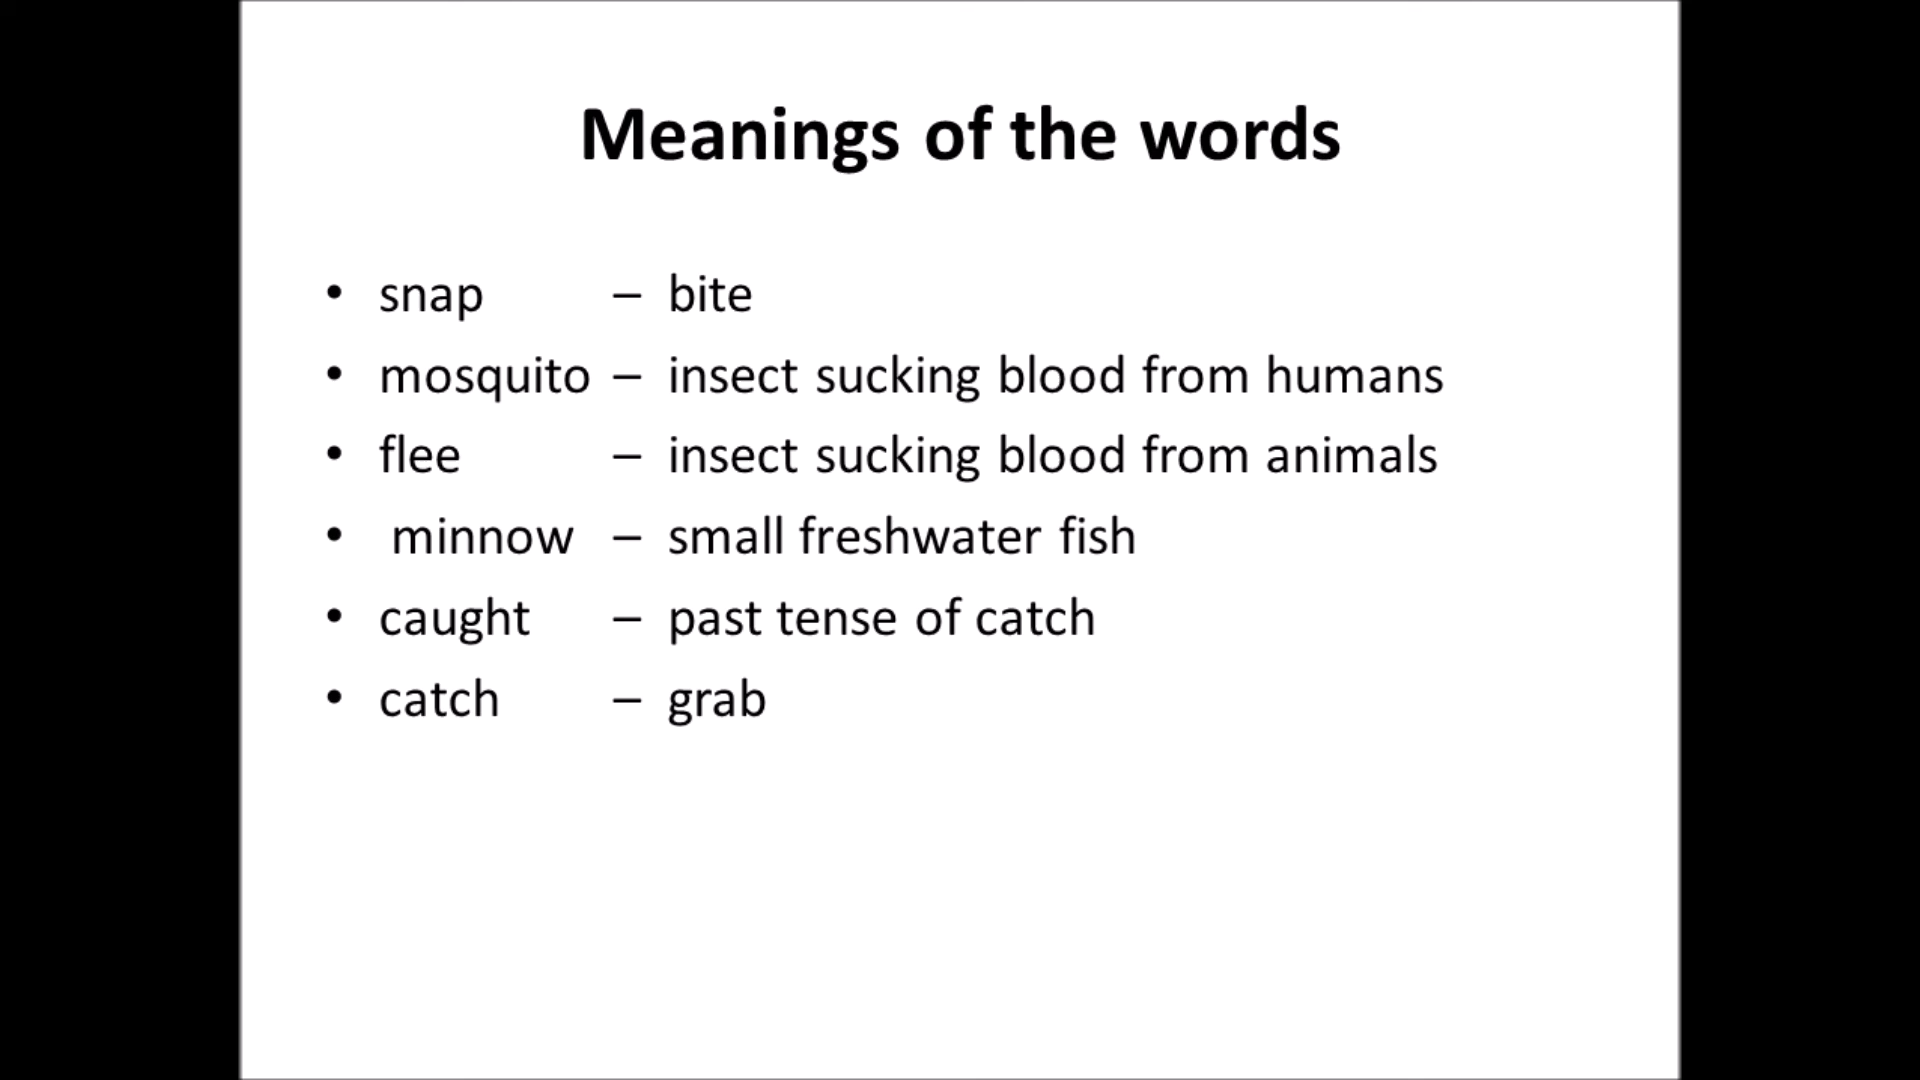 Meanings of the words
• snap – bite
• mosquito – insect sucking blood from humans
• flee – insect sucking blood from animals
• minnow – small freshwater fish
• caught – past tense of catch
• catch – grab